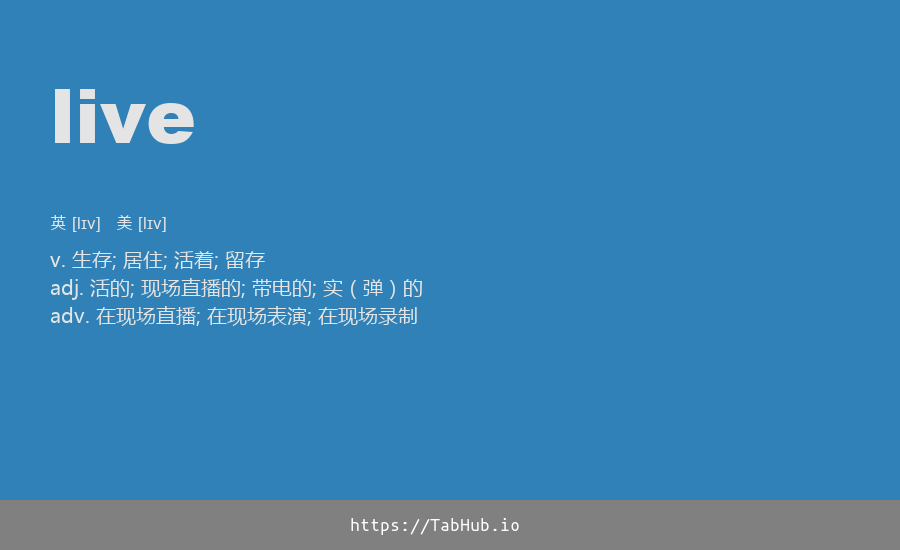 live
英 [lɪv] 美 [lɪv]
v. 生存; 居住; 活着; 留存
adj. 活的; 现场直播的; 带电的; 实（弹）的
adv. 在现场直播; 在现场表演; 在现场录制
https://TabHub.io